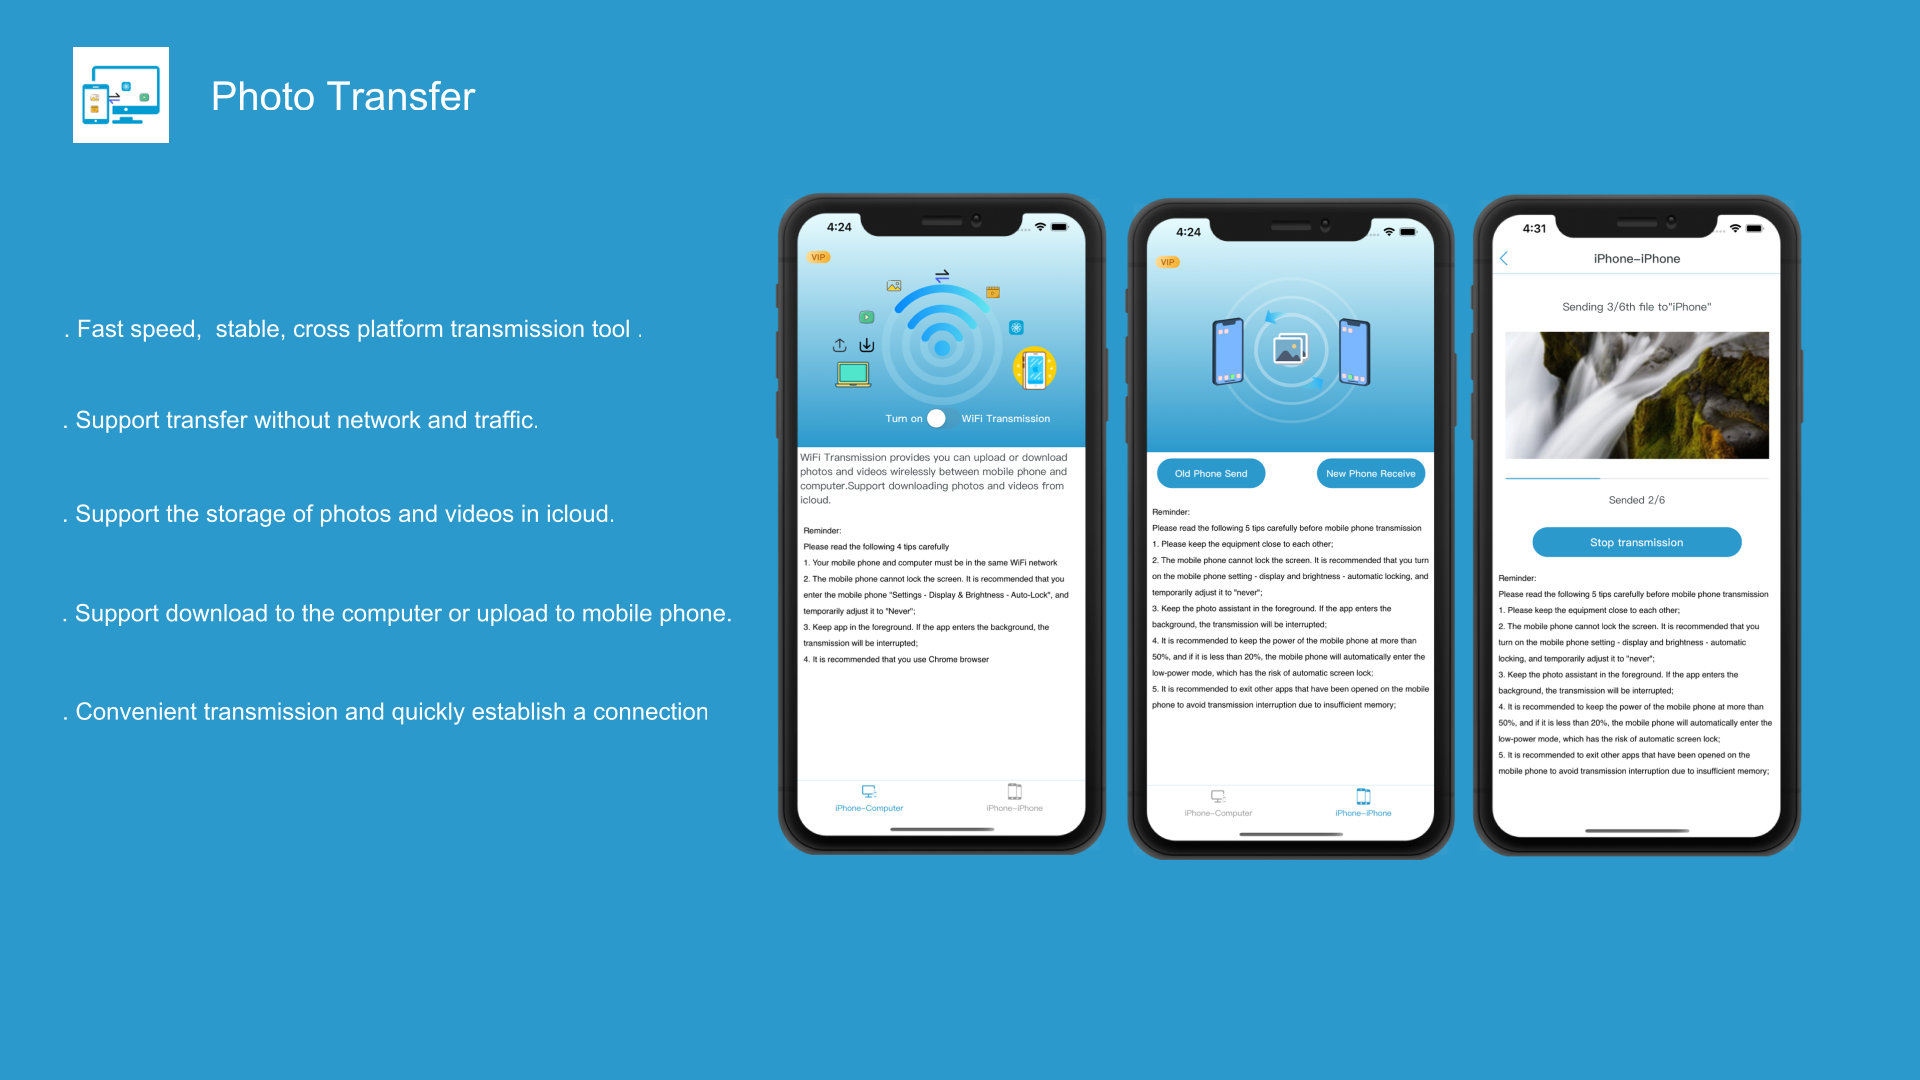 Photo Transfer
. Fast speed,  stable, cross platform transmission tool .
. Support transfer without network and traffic.
. Support the storage of photos and videos in icloud.
. Support download to the computer or upload to mobile phone.
. Convenient transmission and quickly establish a connection
4:24
VIP
Turn on WiFi Transmission
WiFi Transmission provides you can upload or download
photos and videos wirelessly between mobile phone and
computer.Support downloading photos and videos from
icloud.
Reminder:
Please read the following 4 tips carefully
1. Your mobile phone and computer must be in the same WiFi network
2. The mobile phone cannot lock the screen. It is recommended that you
enter the mobile phone "Settings - Display & Brightness - Auto-Lock", and
temporarily adjust it to "Never";
3. Keep app in the foreground. If the app enters the background, the
transmission will be interrupted;
4. It is recommended that you use Chrome browser
iPhone-Computer iPhone-iPhone
4:24
VIP
Old Phone Send New Phone Receive
Reminder:
Please read the following 5 tips carefully before mobile phone transmission
1. Please keep the equipment close to each other;
2. The mobile phone cannot lock the screen. It is recommended that you turn
on the mobile phone setting - display and brightness - automatic locking, and
temporarily adjust it to "never";
3. Keep the photo assistant in the foreground. If the app enters the
background, the transmission will be interrupted;
4. It is recommended to keep the power of the mobile phone at more than
50%, and if it is less than 20%, the mobile phone will automatically enter the
low-power mode, which has the risk of automatic screen lock;
5. It is recommended to exit other apps that have been opened on the mobile
phone to avoid transmission interruption due to insufficient memory;
iPhone-Computer iPhone-iPhone
4:31
iPhone-iPhone
Sending 3/6th file to"iPhone"
Sended 2/6
Stop transmission
Reminder:
Please read the following 5 tips carefully before mobile phone transmission
1. Please keep the equipment close to each other;
2. The mobile phone cannot lock the screen. It is recommended that you
turn on the mobile phone setting - display and brightness - automatic
locking, and temporarily adjust it to "never";
3. Keep the photo assistant in the foreground. If the app enters the
background, the transmission will be interrupted;
4. It is recommended to keep the power of the mobile phone at more than
50%, and if it is less than 20%, the mobile phone will automatically enter the
low-power mode, which has the risk of automatic screen lock;
5. It is recommended to exit other apps that have been opened on the
mobile phone to avoid transmission interruption due to insufficient memory;